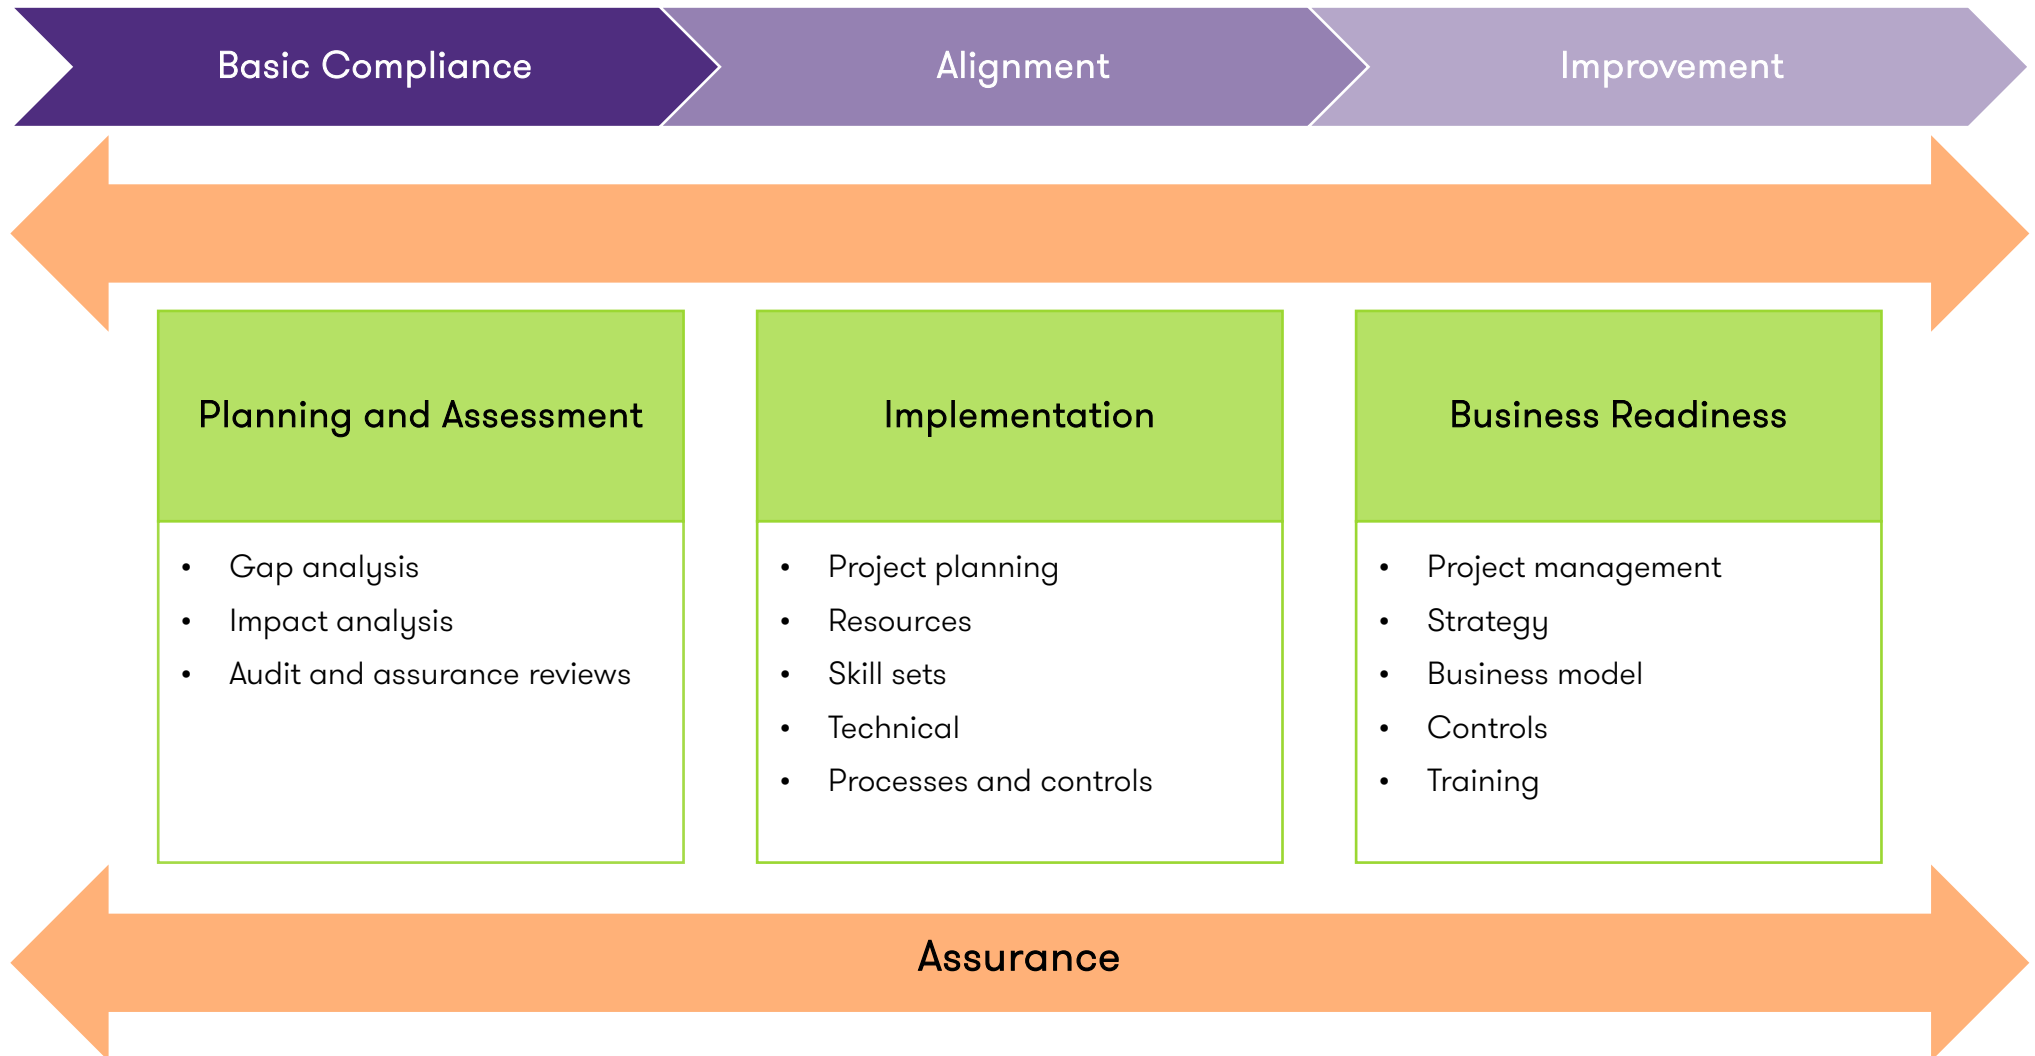 Basic Compliance
Alignment
Improvement
Planning and Assessment
• Gap analysis
• Impact analysis
• Audit and assurance reviews
Implementation
• Project planning
• Resources
• Skill sets
• Technical
• Processes and controls
Business Readiness
• Project management
• Strategy
• Business model
• Controls
• Training
Assurance